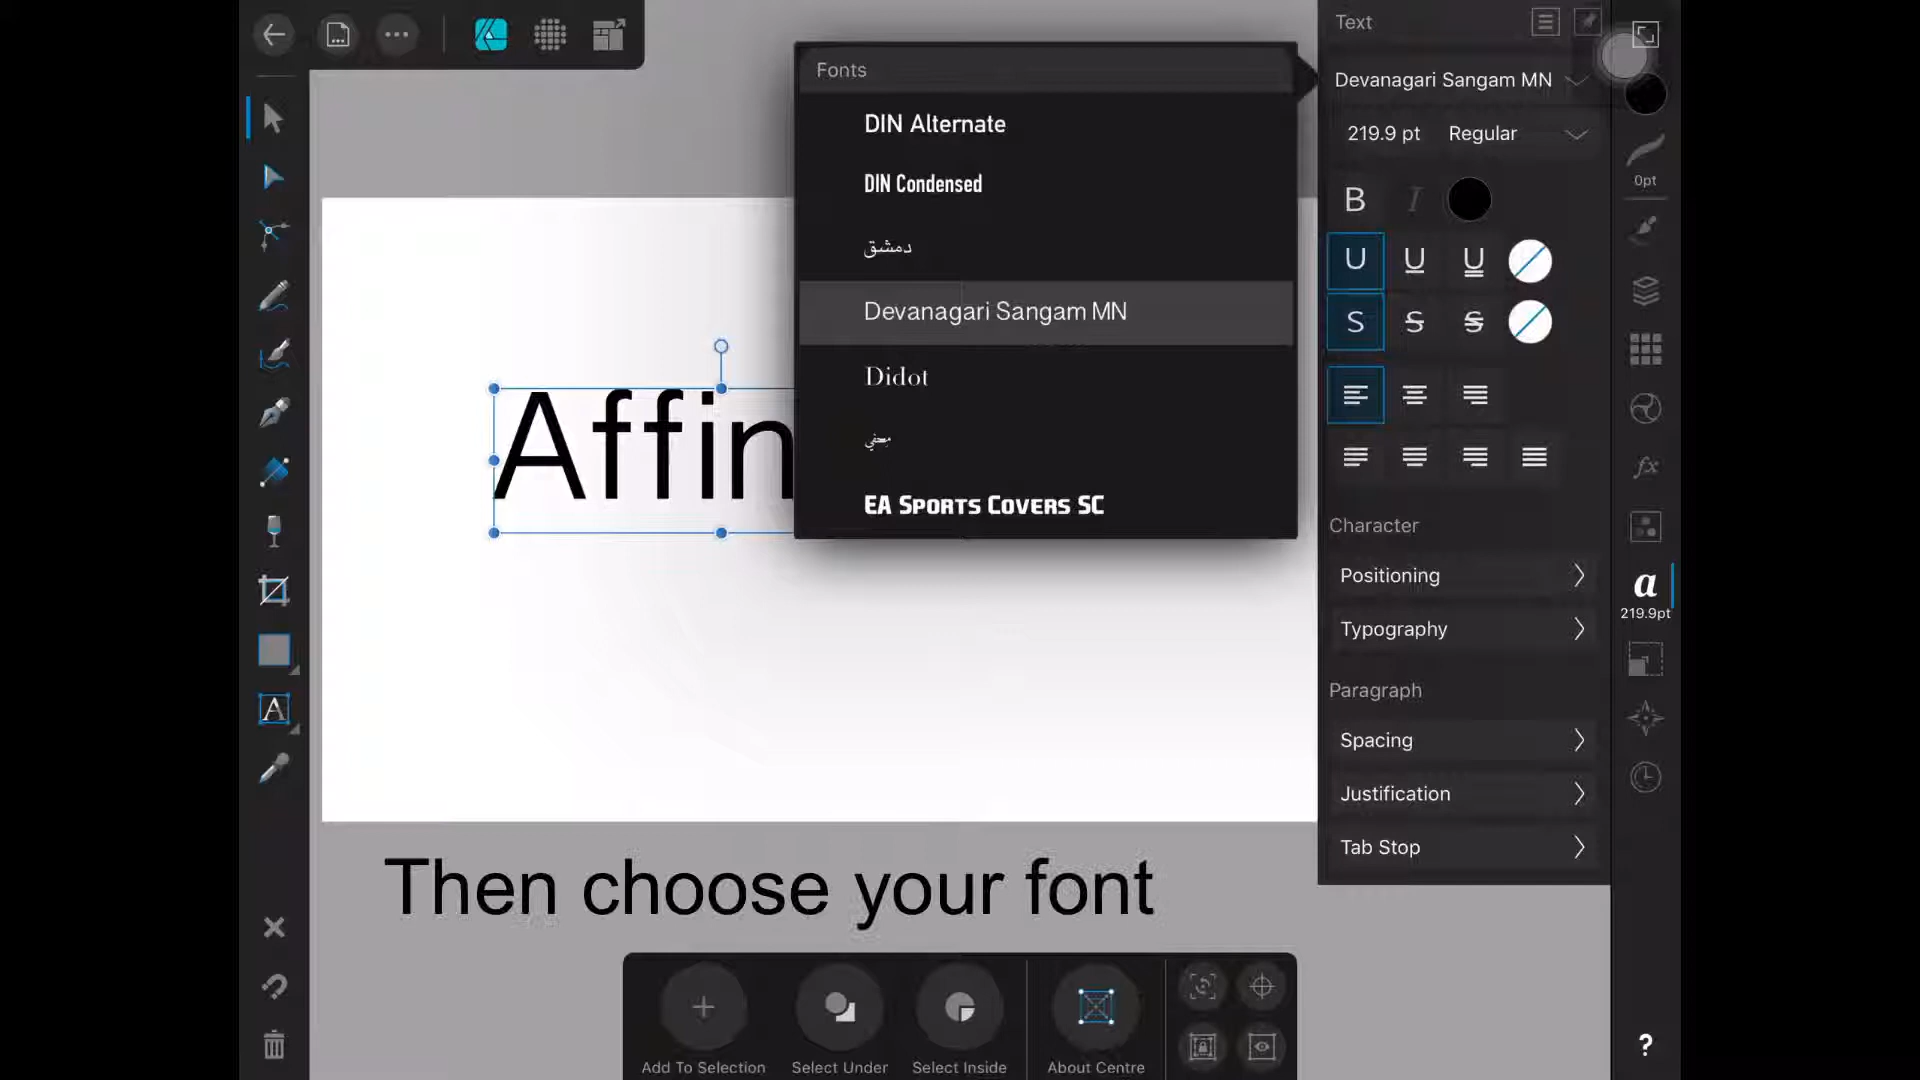 Text
Fonts
Devanagari Sangam MN
DIN Alternate
219.9 pt Regular
DIN Condensed
0pt
B I
دمشق
U U U
Devanagari Sangam MN
S S S
Didot
Affin
EA Sports Covers SC
Character
Positioning
a
219.9pt
Typography
Paragraph
Spacing
A
Justification
Tab Stop
Then choose your font
Add To Selection
Select Under
Select Inside
About Centre
?
fx